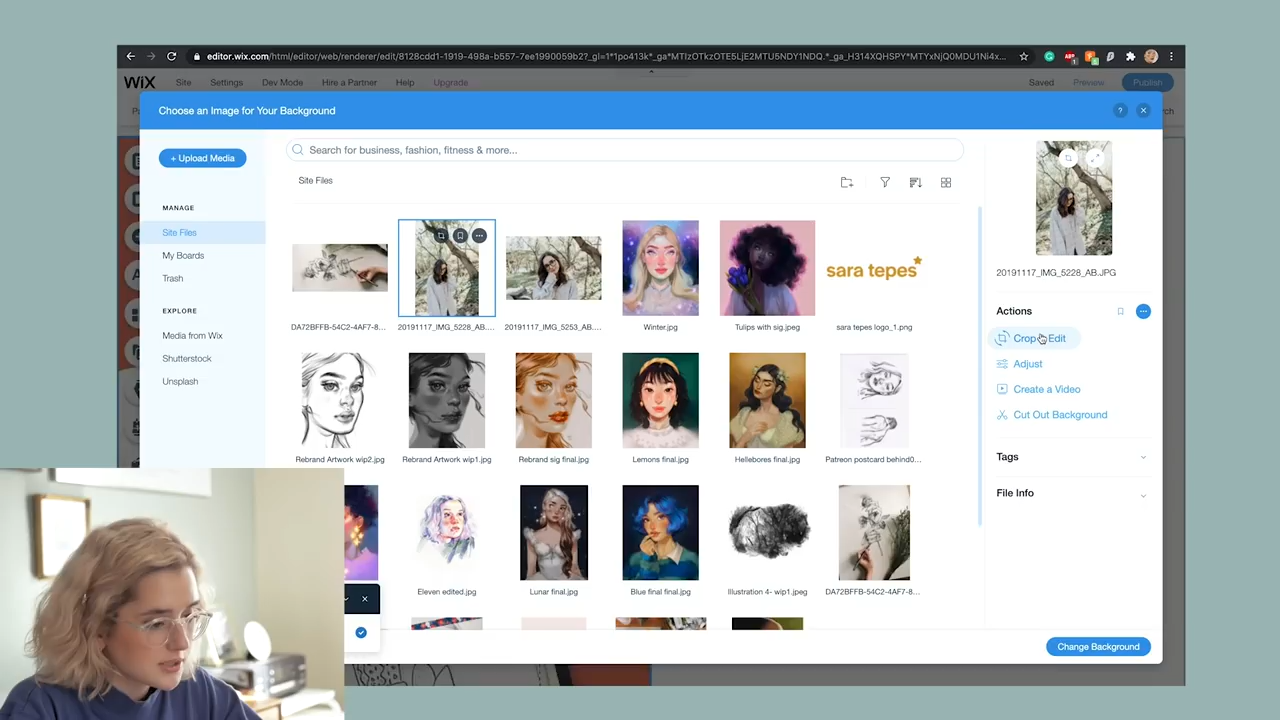 editor.wix.com/html/editor/web/renderer/edit/8128cdd1-1919-498a-b557-7ee1990059b2?_gl=1*1po413k*_ga*MTIzOTkzOTE5LjE2MTU5NDY1NDQ.*_ga_H314XQHSPY*MTYxNjQ0MDU1Ni4x...
WiX Site Settings Dev Mode Hire a Partner Help Upgrade Saved Preview Publish
Choose an Image for Your Background
+ Upload Media
Search for business, fashion, fitness & more...
Site Files
MANAGE
Site Files
My Boards
Trash
EXPLORE
Media from Wix
Shutterstock
Unsplash
sara tepes
DA72BFFB-54C2-4AF7-8... 20191117_IMG_5228_AB.... 20191117_IMG_5253_AB.... Winter.jpg Tulips with sig.jpeg sara tepes logo_1.png
Rebrand Artwork wip2.jpg Rebrand Artwork wip1.jpg Rebrand sig final.jpg Lemons final.jpg Hellebores final.jpg Patreon postcard behind0...
Eleven edited.jpg Lunar final.jpg Blue final final.jpg Illustration 4- wip1.jpeg DA72BFFB-54C2-4AF7-8...
20191117_IMG_5228_AB.JPG
Actions
Crop Edit
Adjust
Create a Video
Cut Out Background
Tags
File Info
Change Background